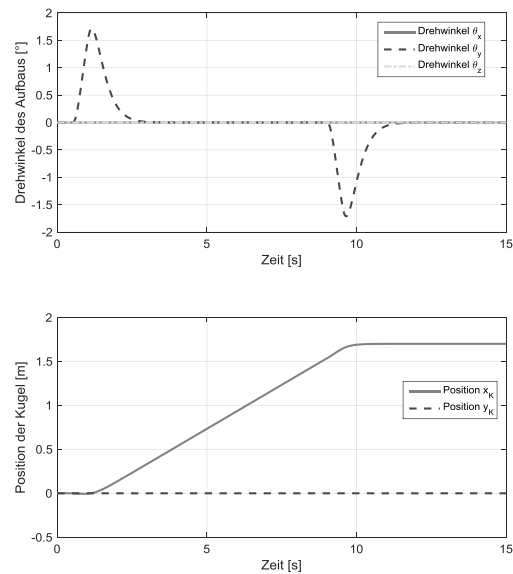 2
1.5
1
0.5
0
-0.5
-1
-1.5
-2
Drehwinkel des Aufbaus [°]
Drehwinkel θx
Drehwinkel θy
Drehwinkel θz
0 5 10 15
Zeit [s]
2
1.5
1
0.5
0
-0.5
Position der Kugel [m]
Position xK
Position yK
0 5 10 15
Zeit [s]